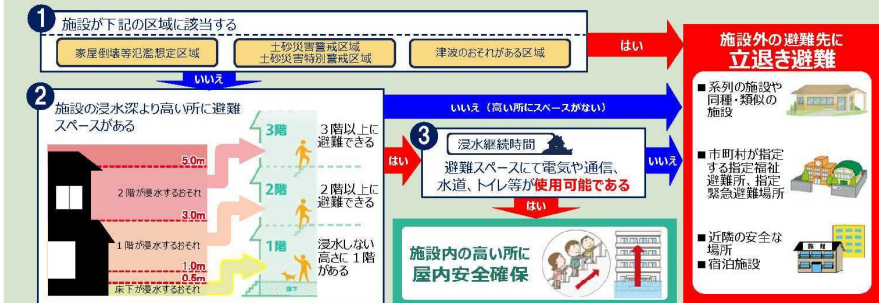 1 施設が下記の区域に該当する
家屋倒壊等氾濫想定区域
土砂災害警戒区域
土砂災害特別警戒区域
津波のおそれがある区域
はい
いいえ
2 施設の浸水深より高い所に避難
スペースがある
5.0m
2階が浸水するおそれ
3.0m
1階が浸水するおそれ
1.0m
0.5m
床下が浸水するおそれ
3階
3階以上に
避難できる
2階
2階以上に
避難できる
1階
浸水しない
高さに1階
がある
床下
いいえ（高い所にスペースがない）
はい
3 浸水継続時間
避難スペースにて電気や通信、
水道、トイレ等が使用可能である
いいえ
はい
施設内の高い所に
屋内安全確保
施設外の避難先に
立退き避難
■系列の施設や
同種・類似の
施設
■市町村が指定
する指定福祉
避難所、指定
緊急避難場所
■近隣の安全な
場所
■宿泊施設
旅館